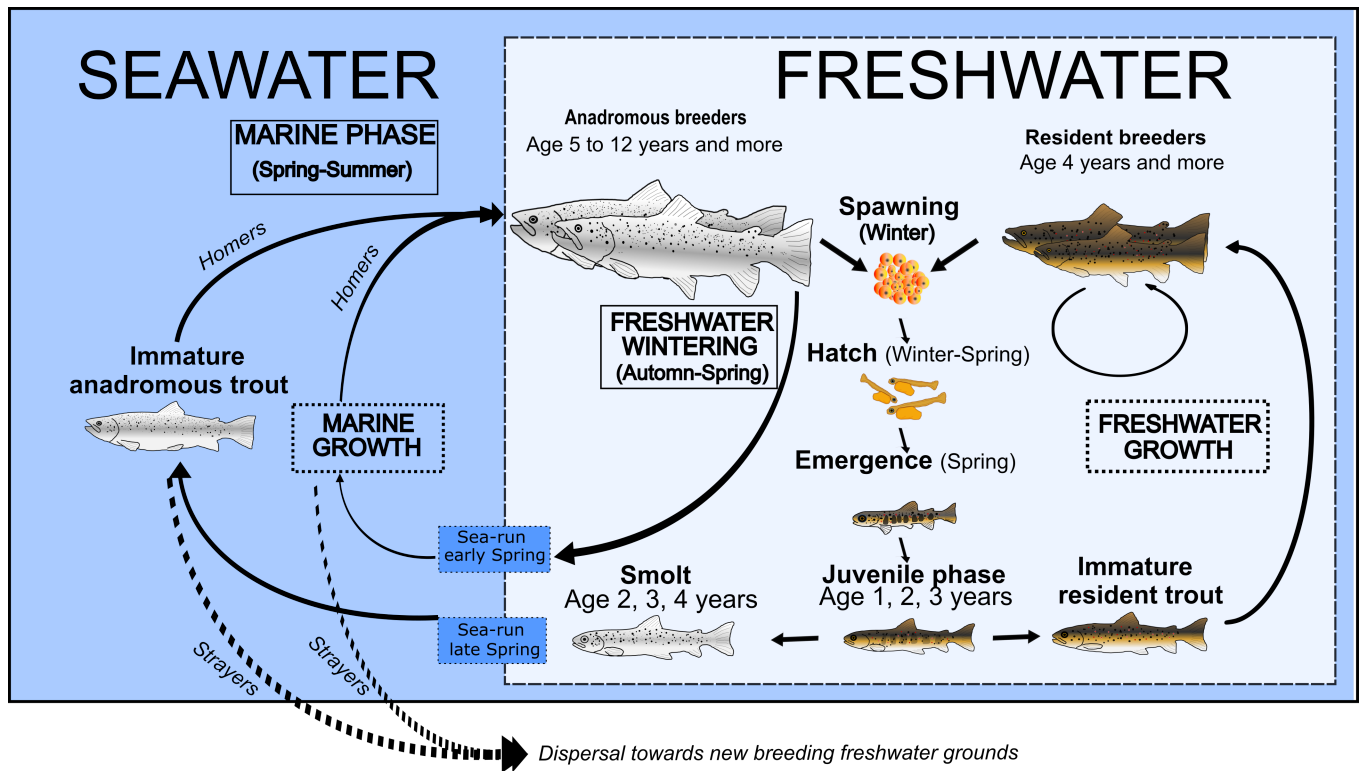 SEAWATER
FRESHWATER
MARINE PHASE
(Spring-Summer)
Anadromous breeders
Age 5 to 12 years and more
Resident breeders
Age 4 years and more
Spawning
(Winter)
Homers
Homers
FRESHWATER
WINTERING
(Automn-Spring)
Hatch (Winter-Spring)
Immature
anadromous trout
MARINE
GROWTH
FRESHWATER
GROWTH
Emergence (Spring)
Sea-run
early Spring
Smolt
Age 2, 3, 4 years
Juvenile phase
Age 1, 2, 3 years
Immature
resident trout
Sea-run
late Spring
Strayers
Strayers
Dispersal towards new breeding freshwater grounds